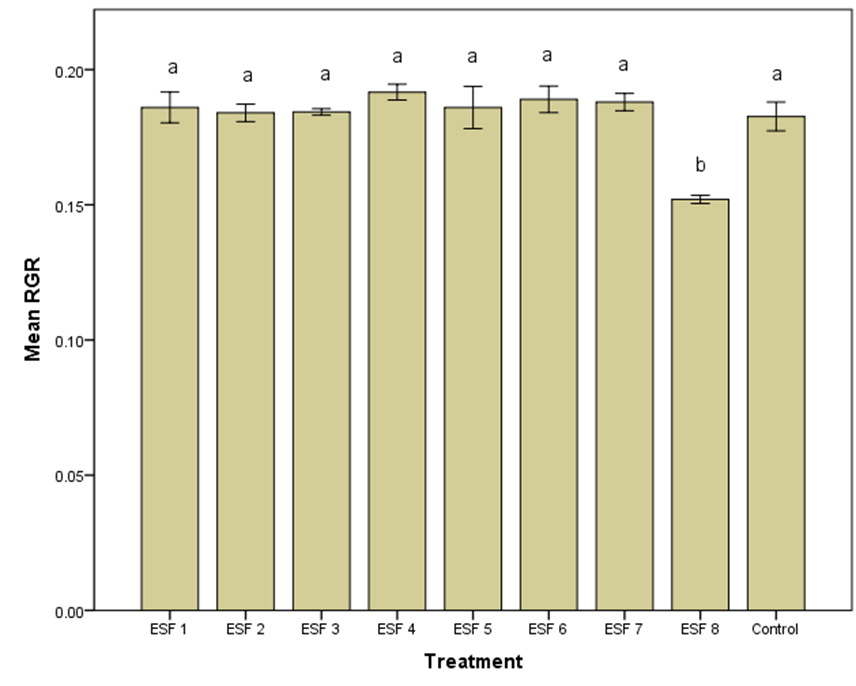 a a a a a a a b a
0.20
0.15
0.10
0.05
0.00
Mean RGR
ESF 1 ESF 2 ESF 3 ESF 4 ESF 5 ESF 6 ESF 7 ESF 8 Control
Treatment